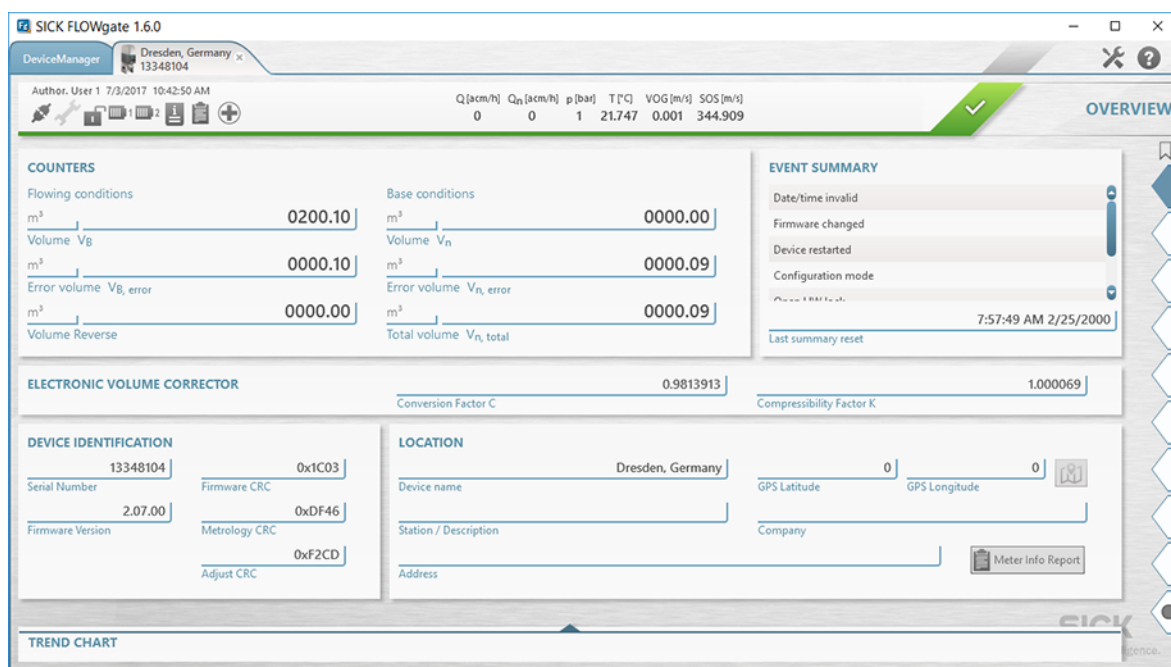 SICK FLOWgate 1.6.0
DeviceManager
Dresden, Germany
13348104
Author. User 1 7/3/2017 10:42:50 AM
1 2
Q [acm/h] Qn [acm/h] p [bar] T [°C] VOG [m/s] SOS [m/s]
0 0 1 21.747 0.001 344.909
OVERVIEW
COUNTERS
Flowing conditions
m³ 0200.10
Volume VB
m³ 0000.10
Error volume VB, error
m³ 0000.00
Volume Reverse
Base conditions
m³ 0000.00
Volume Vn
m³ 0000.09
Error volume Vn, error
m³ 0000.09
Total volume Vn, total
EVENT SUMMARY
Date/time invalid
Firmware changed
Device restarted
Configuration mode
Open HW lock
7:57:49 AM 2/25/2000
Last summary reset
ELECTRONIC VOLUME CORRECTOR
0.9813913
Conversion Factor C
1.000069
Compressibility Factor K
DEVICE IDENTIFICATION
13348104
Serial Number
0x1C03
Firmware CRC
2.07.00
Firmware Version
0xDF46
Metrology CRC
0xF2CD
Adjust CRC
LOCATION
Dresden, Germany
Device name
0
GPS Latitude
0
GPS Longitude
Station / Description
Company
Address
Meter Info Report
SICK
TREND CHART